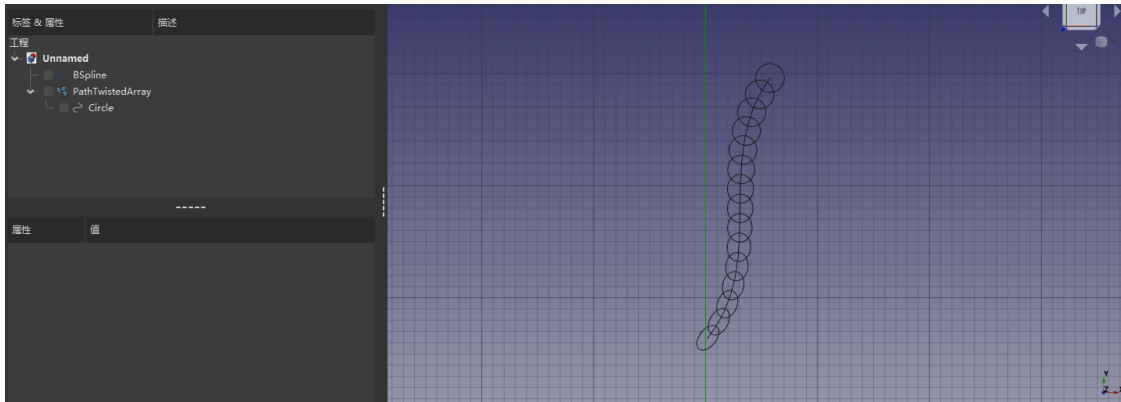 标签 & 属性 描述
TOP
工程
Unnamed
BSpline
PathTwistedArray
Circle
属性 值
Y
Z